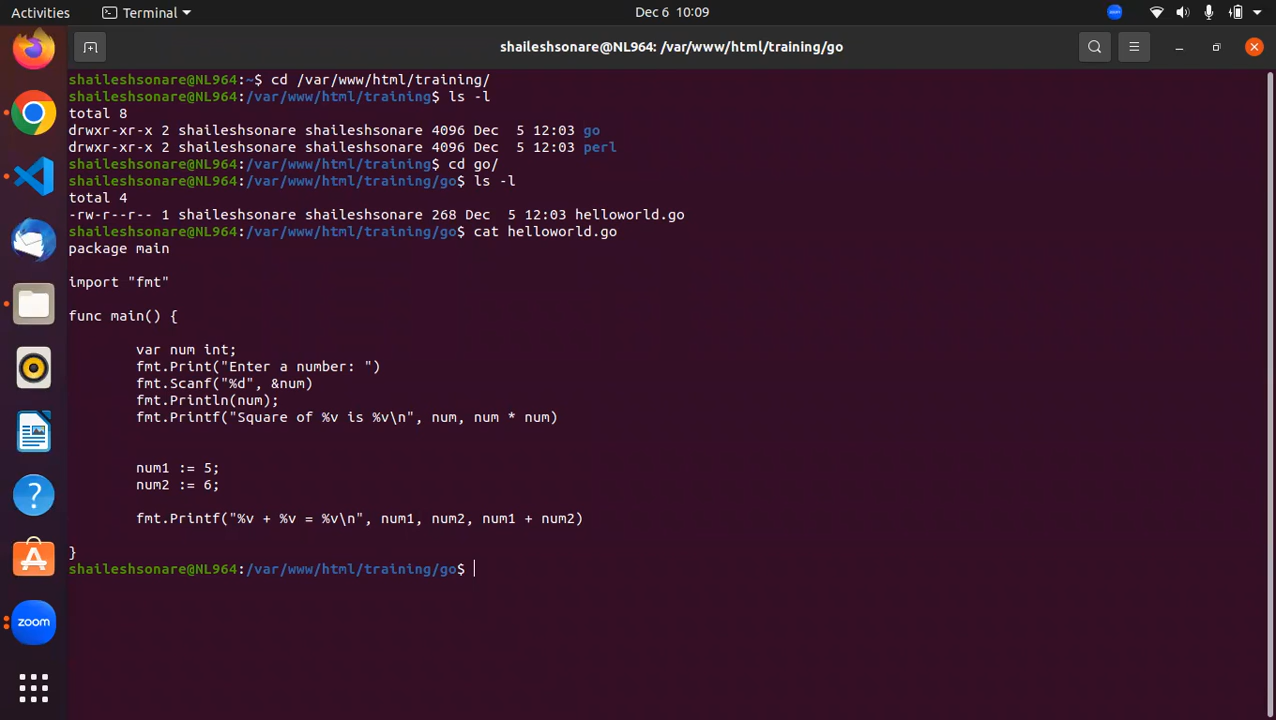 Activities Terminal Dec 6 10:09
shaileshsonare@NL964: /var/www/html/training/go
shaileshsonare@NL964:~$ cd /var/www/html/training/
shaileshsonare@NL964:/var/www/html/training$ ls -l
total 8
drwxr-xr-x 2 shaileshsonare shaileshsonare 4096 Dec  5 12:03 go
drwxr-xr-x 2 shaileshsonare shaileshsonare 4096 Dec  5 12:03 perl
shaileshsonare@NL964:/var/www/html/training$ cd go/
shaileshsonare@NL964:/var/www/html/training/go$ ls -l
total 4
-rw-r--r-- 1 shaileshsonare shaileshsonare 268 Dec  5 12:03 helloworld.go
shaileshsonare@NL964:/var/www/html/training/go$ cat helloworld.go
package main
import "fmt"
func main() {
        var num int;
        fmt.Print("Enter a number: ")
        fmt.Scanf("%d", &num)
        fmt.Println(num);
        fmt.Printf("Square of %v is %v\n", num, num * num)
        num1 := 5;
        num2 := 6;
        fmt.Printf("%v + %v = %v\n", num1, num2, num1 + num2)
}
shaileshsonare@NL964:/var/www/html/training/go$
zoom